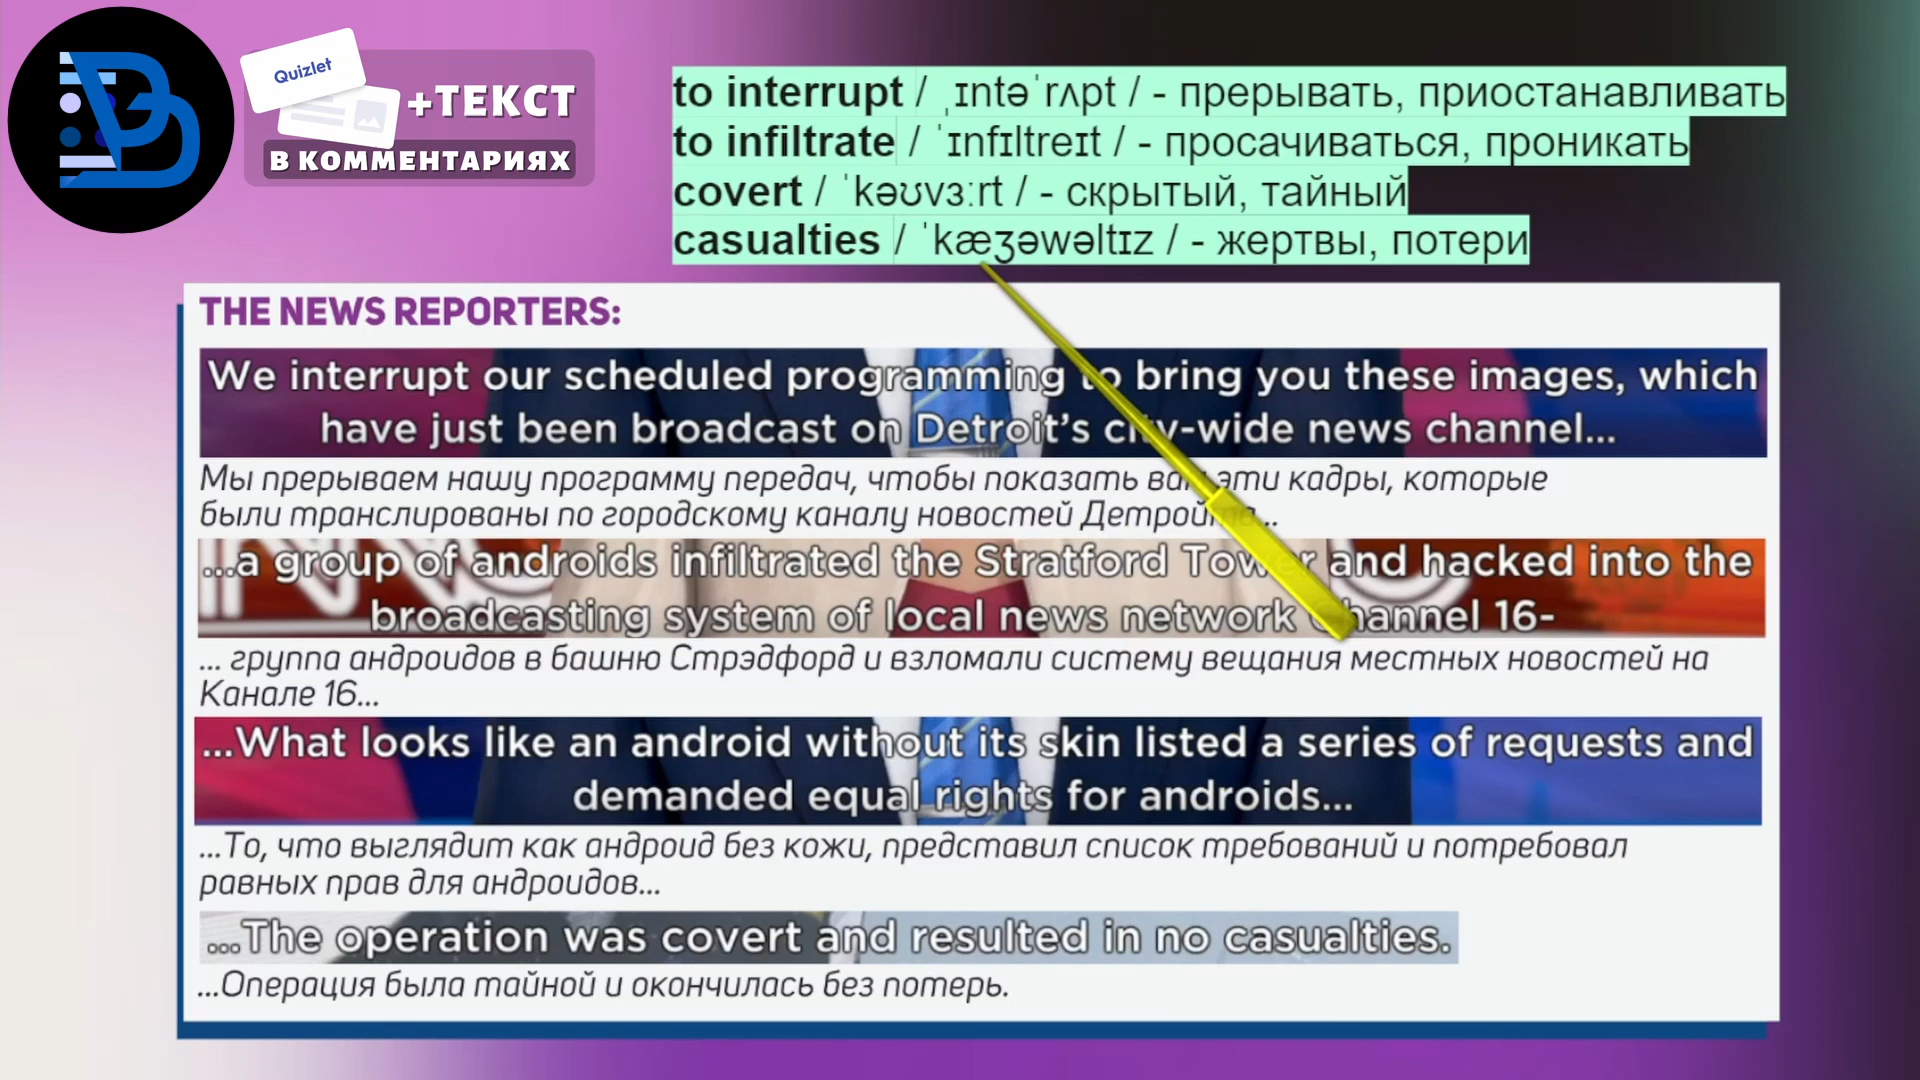 Quizlet
+ТЕКСТ
В КОММЕНТАРИЯХ
to interrupt / ˌɪntəˈrʌpt / - прерывать, приостанавливать
to infiltrate / ˈɪnfɪltreɪt / - просачиваться, проникать
covert / ˈkəʊvɜːrt / - скрытый, тайный
casualties / ˈkæʒəwəltɪz / - жертвы, потери
THE NEWS REPORTERS:
We interrupt our scheduled programming to bring you these images, which
have just been broadcast on Detroit’s city-wide news channel...
Мы прерываем нашу программу передач, чтобы показать вам эти кадры, которые
были транслированы по городскому каналу новостей Детройта...
...a group of androids infiltrated the Stratford Tower and hacked into the
broadcasting system of local news network Channel 16-
... группа андроидов в башню Стрэдфорд и взломали систему вещания местных новостей на
Канале 16...
...What looks like an android without its skin listed a series of requests and
demanded equal rights for androids...
...То, что выглядит как андроид без кожи, представил список требований и потребовал
равных прав для андроидов...
...The operation was covert and resulted in no casualties.
...Операция была тайной и окончилась без потерь.